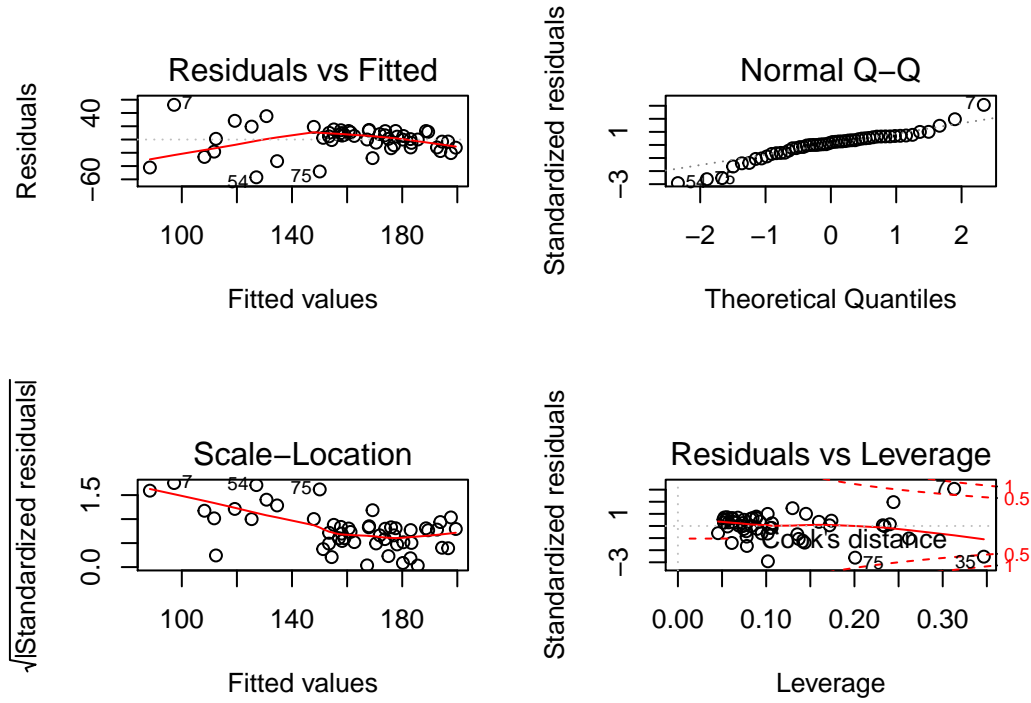 Residuals vs Fitted
Residuals
40
−60
7
54
75
100
140
180
Fitted values
Normal Q−Q
Standardized residuals
1
−3
7
54
−2
−1
0
1
2
Theoretical Quantiles
Scale−Location
√|Standardized residuals|
1.5
0.0
7
54
75
100
140
180
Fitted values
Residuals vs Leverage
Standardized residuals
1
−3
7
Cook's distance
75
35
1
0.5
0.5
1
0.00
0.10
0.20
0.30
Leverage